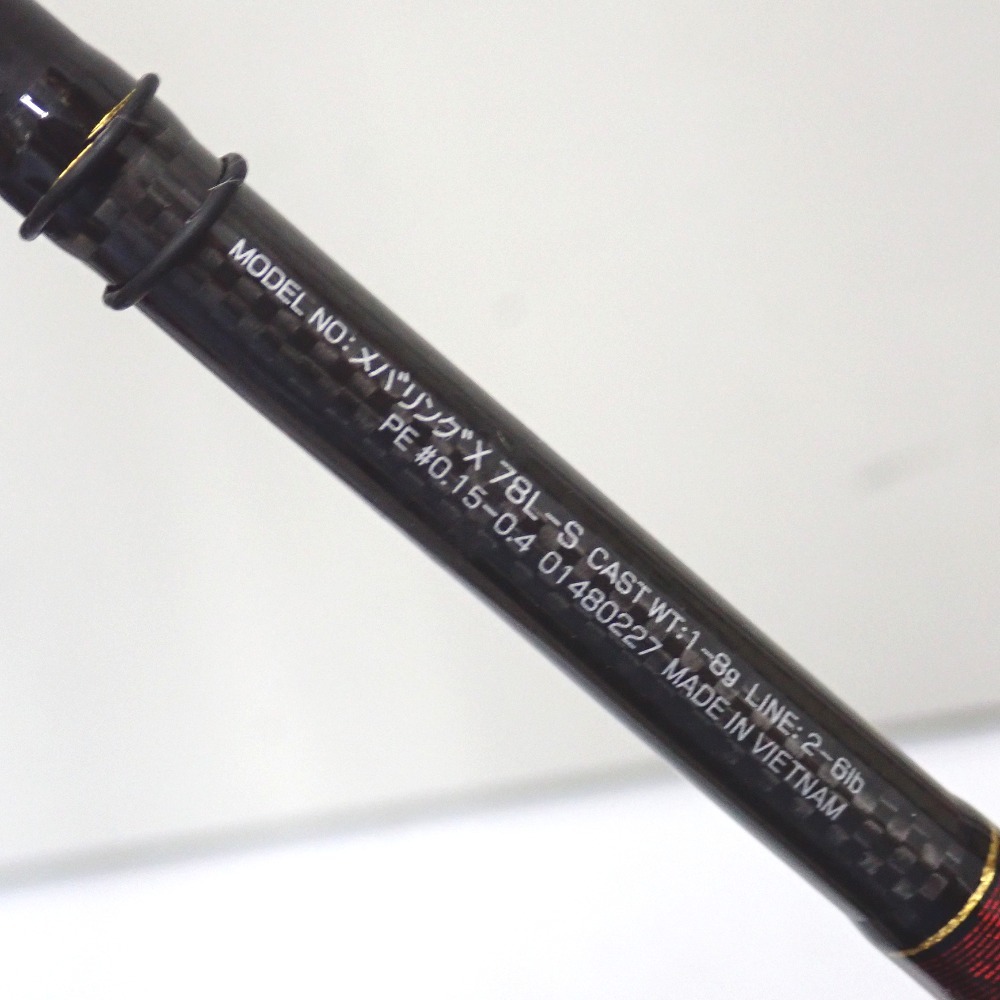 MODEL NO: メバリングX 78L-S CAST WT:1-8g LINE:2-6lb
PE #0.15-0.4 01480227 MADE IN VIETNAM